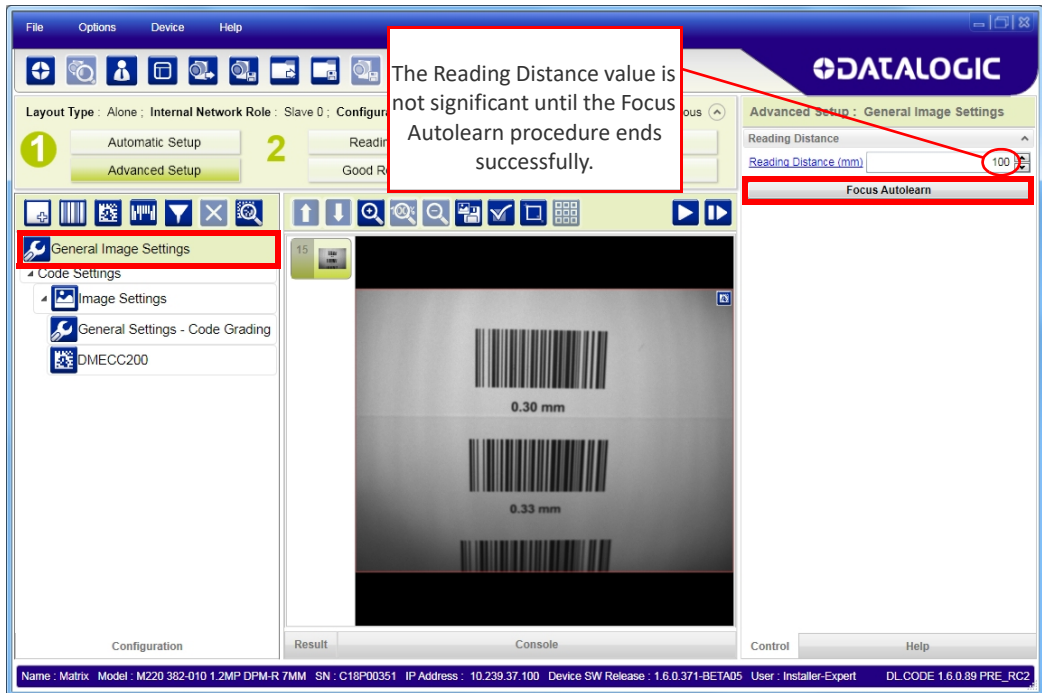 File Options Device Help
DATALOGIC
The Reading Distance value is
not significant until the Focus
Autolearn procedure ends
successfully.
Layout Type : Alone ; Internal Network Role : Slave 0 ; Configura
ous
1
Automatic Setup
Advanced Setup
2
Readin
Good Re
Advanced Setup : General Image Settings
Reading Distance
Reading Distance (mm) 100
Focus Autolearn
General Image Settings
Code Settings
Image Settings
General Settings - Code Grading
DMECC200
15
0.30 mm
0.33 mm
Configuration
Result
Console
Control
Help
Name : Matrix Model : M220 382-010 1.2MP DPM-R 7MM SN : C18P00351 IP Address : 10.239.37.100 Device SW Release : 1.6.0.371-BETA05 User : Installer-Expert DL.CODE 1.6.0.89 PRE_RC2